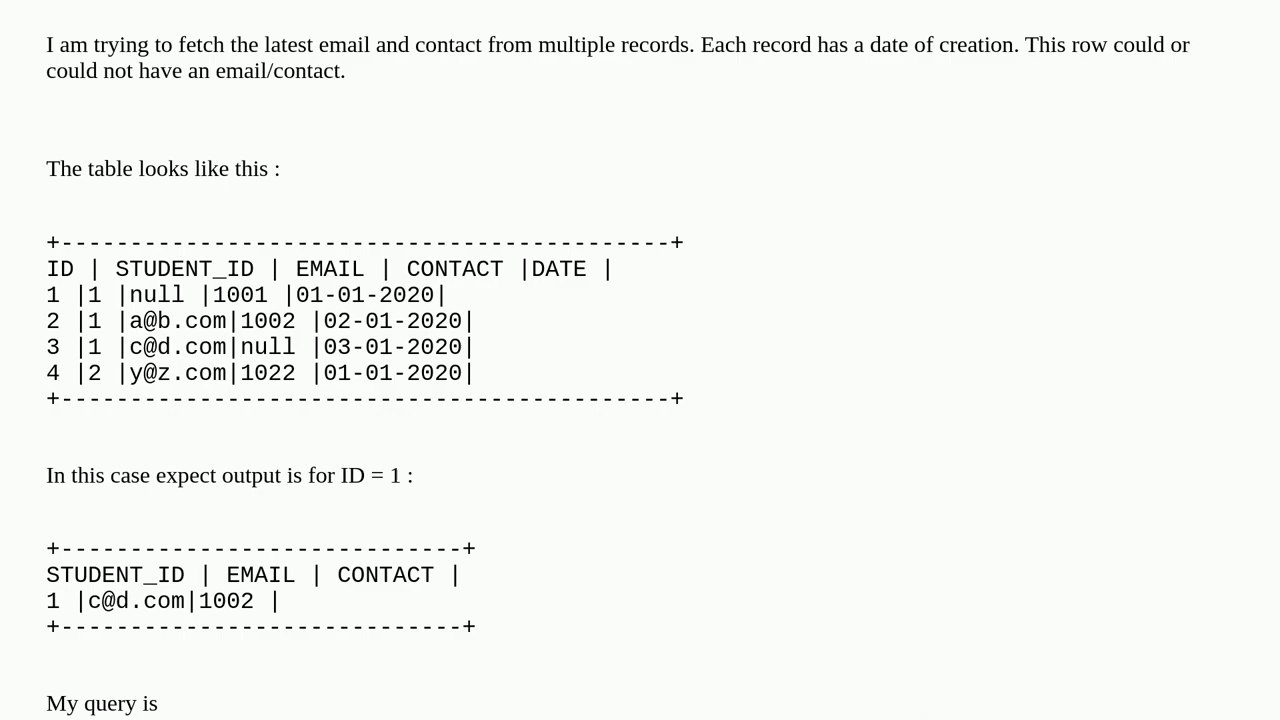 I am trying to fetch the latest email and contact from multiple records. Each record has a date of creation. This row could or
could not have an email/contact.
The table looks like this :
+--------------------------------------------+
ID | STUDENT_ID | EMAIL | CONTACT |DATE |
1 |1 |null |1001 |01-01-2020|
2 |1 |a@b.com|1002 |02-01-2020|
3 |1 |c@d.com|null |03-01-2020|
4 |2 |y@z.com|1022 |01-01-2020|
+--------------------------------------------+
In this case expect output is for ID = 1 :
+-----------------------------+
STUDENT_ID | EMAIL | CONTACT |
1 |c@d.com|1002 |
+-----------------------------+
My query is